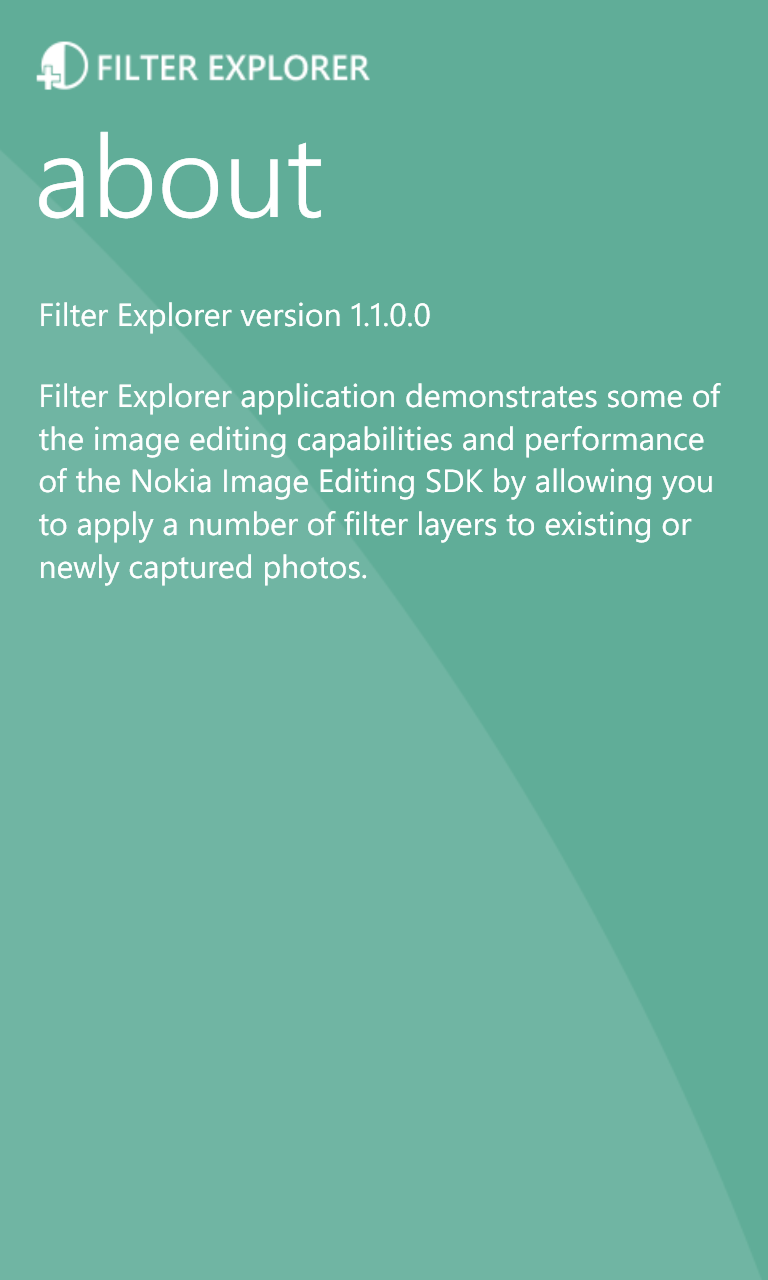 FILTER EXPLORER
about
Filter Explorer version 1.1.0.0
Filter Explorer application demonstrates some of
the image editing capabilities and performance
of the Nokia Image Editing SDK by allowing you
to apply a number of filter layers to existing or
newly captured photos.